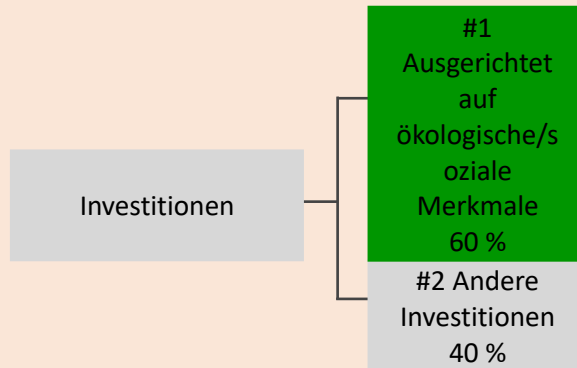 #1
Ausgerichtet
auf
ökologische/s
oziale
Merkmale
60 %
Investitionen
#2 Andere
Investitionen
40 %